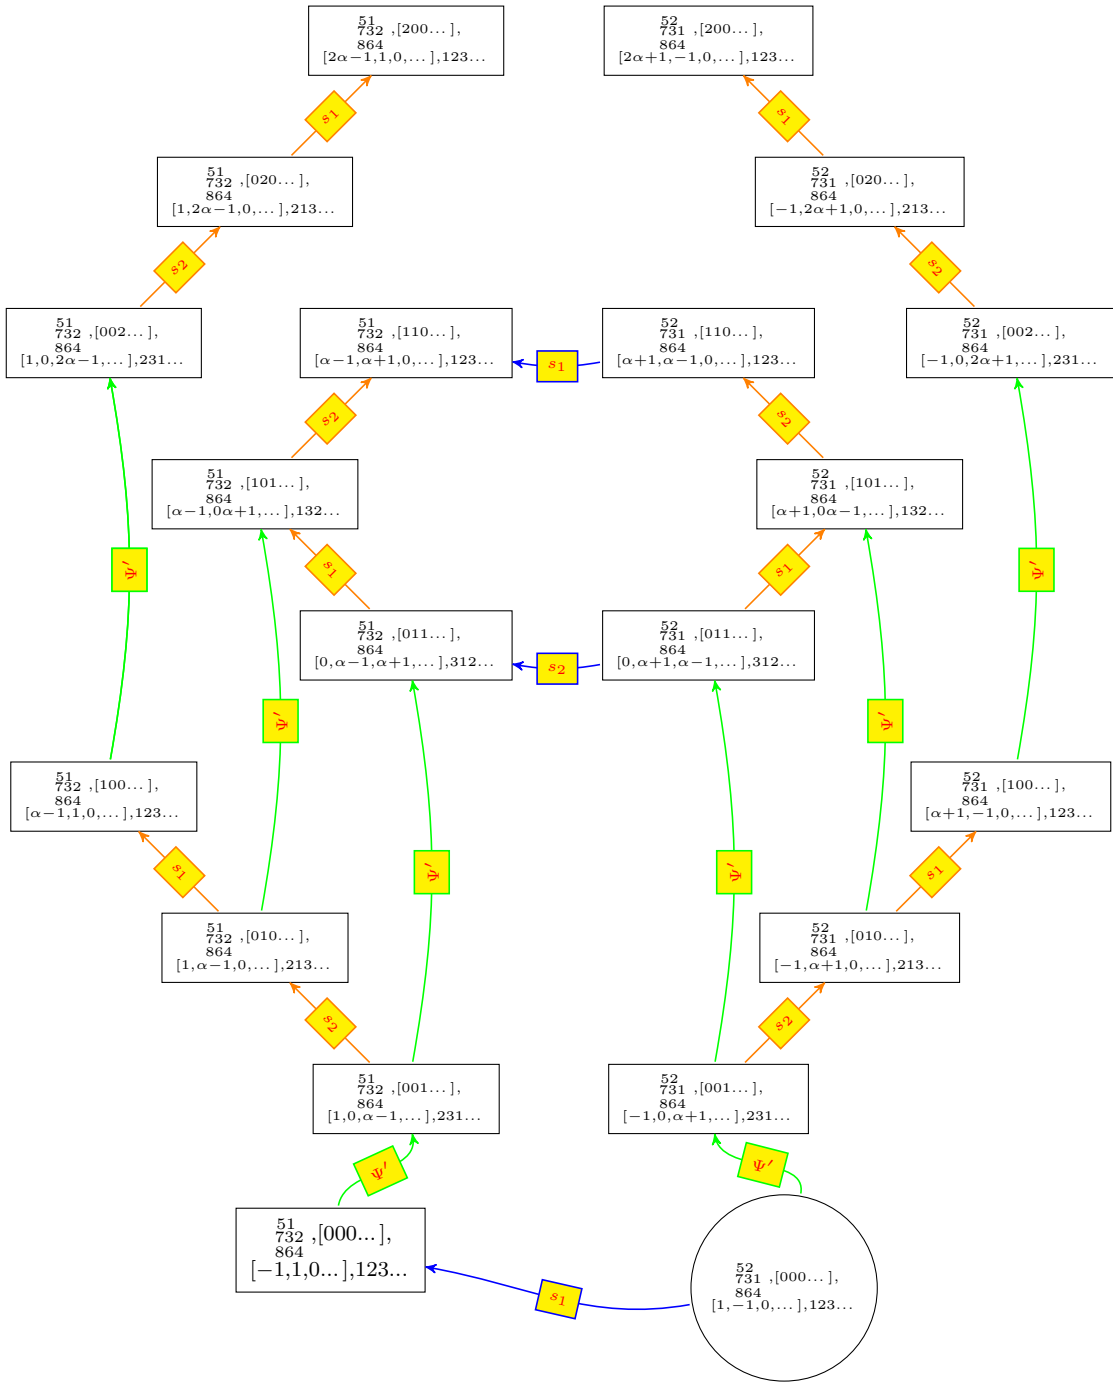 51
732 ,[200...],
864
[2α−1,1,0,...],123...
52
731 ,[200...],
864
[2α+1,−1,0,...],123...
s1
s1
51
732 ,[020...],
864
[1,2α−1,0,...],213...
52
731 ,[020...],
864
[−1,2α+1,0,...],213...
s2
s2
51
732 ,[002...],
864
[1,0,2α−1,...],231...
51
732 ,[110...],
864
[α−1,α+1,0,...],123...
s1
52
731 ,[110...],
864
[α+1,α−1,0,...],123...
52
731 ,[002...],
864
[−1,0,2α+1,...],231...
s2
s2
51
732 ,[101...],
864
[α−1,0α+1,...],132...
52
731 ,[101...],
864
[α+1,0α−1,...],132...
Ψ′
s1
s1
Ψ′
51
732 ,[011...],
864
[0,α−1,α+1,...],312...
s2
52
731 ,[011...],
864
[0,α+1,α−1,...],312...
Ψ′
Ψ′
51
732 ,[100...],
864
[α−1,1,0,...],123...
52
731 ,[100...],
864
[α+1,−1,0,...],123...
s1
Ψ′
Ψ′
s1
51
732 ,[010...],
864
[1,α−1,0,...],213...
52
731 ,[010...],
864
[−1,α+1,0,...],213...
s2
s2
51
732 ,[001...],
864
[1,0,α−1,...],231...
52
731 ,[001...],
864
[−1,0,α+1,...],231...
Ψ′
Ψ′
51
732 ,[000...],
864
[−1,1,0...],123...
s1
52
731 ,[000...],
864
[1,−1,0,...],123...